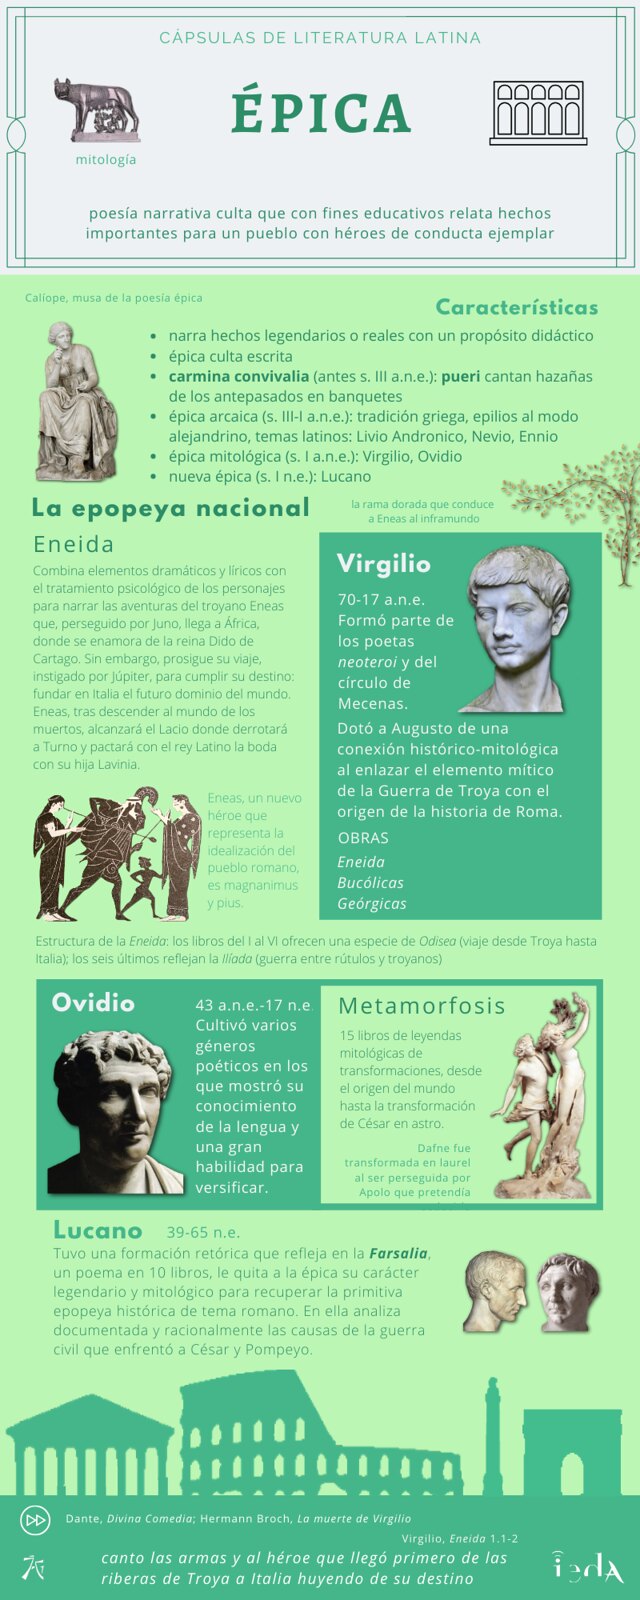 CÁPSULAS DE LITERATURA LATINA
ÉPICA
mitología
poesía narrativa culta que con fines educativos relata hechos
importantes para un pueblo con héroes de conducta ejemplar
Calíope, musa de la poesía épica
Características
• narra hechos legendarios o reales con un propósito didáctico
• épica culta escrita
• carmina convivalia (antes s. III a.n.e.): pueri cantan hazañas
de los antepasados en banquetes
• épica arcaica (s. III-I a.n.e.): tradición griega, epilios al modo
alejandrino, temas latinos: Livio Andronico, Nevio, Ennio
• épica mitológica (s. I a.n.e.): Virgilio, Ovidio
• nueva épica (s. I n.e.): Lucano
La epopeya nacional
la rama dorada que conduce
a Eneas al inframundo
Eneida
Combina elementos dramáticos y líricos con
el tratamiento psicológico de los personajes
para narrar las aventuras del troyano Eneas
que, perseguido por Juno, llega a África,
donde se enamora de la reina Dido de
Cartago. Sin embargo, prosigue su viaje,
instigado por Júpiter, para cumplir su destino:
fundar en Italia el futuro dominio del mundo.
Eneas, tras descender al mundo de los
muertos, alcanzará el Lacio donde derrotará
a Turno y pactará con el rey Latino la boda
con su hija Lavinia.
Eneas, un nuevo
héroe que
representa la
idealización del
pueblo romano,
es magnanimus
y pius.
Virgilio
70-17 a.n.e.
Formó parte de
los poetas
neoteroi y del
círculo de
Mecenas.
Dotó a Augusto de una
conexión histórico-mitológica
al enlazar el elemento mítico
de la Guerra de Troya con el
origen de la historia de Roma.
OBRAS
Eneida
Bucólicas
Geórgicas
Estructura de la Eneida: los libros del I al VI ofrecen una especie de Odisea (viaje desde Troya hasta
Italia); los seis últimos reflejan la Ilíada (guerra entre rútulos y troyanos)
Ovidio
43 a.n.e.-17 n.e.
Cultivó varios
géneros
poéticos en los
que mostró su
conocimiento
de la lengua y
una gran
habilidad para
versificar.
Metamorfosis
15 libros de leyendas
mitológicas de
transformaciones, desde
el origen del mundo
hasta la transformación
de César en astro.
Dafne fue
transformada en laurel
al ser perseguida por
Apolo que pretendía
Lucano 39-65 n.e.
Tuvo una formación retórica que refleja en la Farsalia,
un poema en 10 libros, le quita a la épica su carácter
legendario y mitológico para recuperar la primitiva
epopeya histórica de tema romano. En ella analiza
documentada y racionalmente las causas de la guerra
civil que enfrentó a César y Pompeyo.
Dante, Divina Comedia; Hermann Broch, La muerte de Virgilio
Virgilio, Eneida 1.1-2
canto las armas y al héroe que llegó primero de las
riberas de Troya a Italia huyendo de su destino
iedA